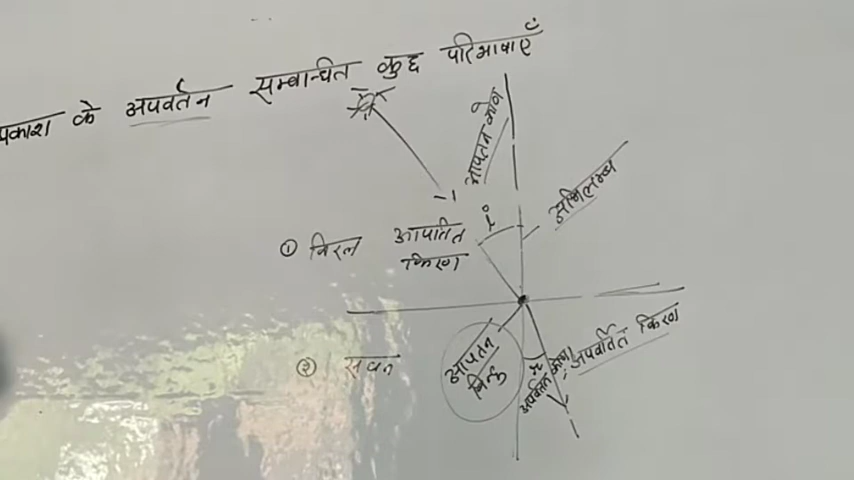 प्रकाश के अपवर्तन सम्बन्धित कुछ परिभाषाएँ
आपतन कोण
अभिलम्ब
i
① विरल
आपतित
किरण
② सघन
आपतन
बिन्दु
r
अपवर्तन कोण
अपवर्तित किरण